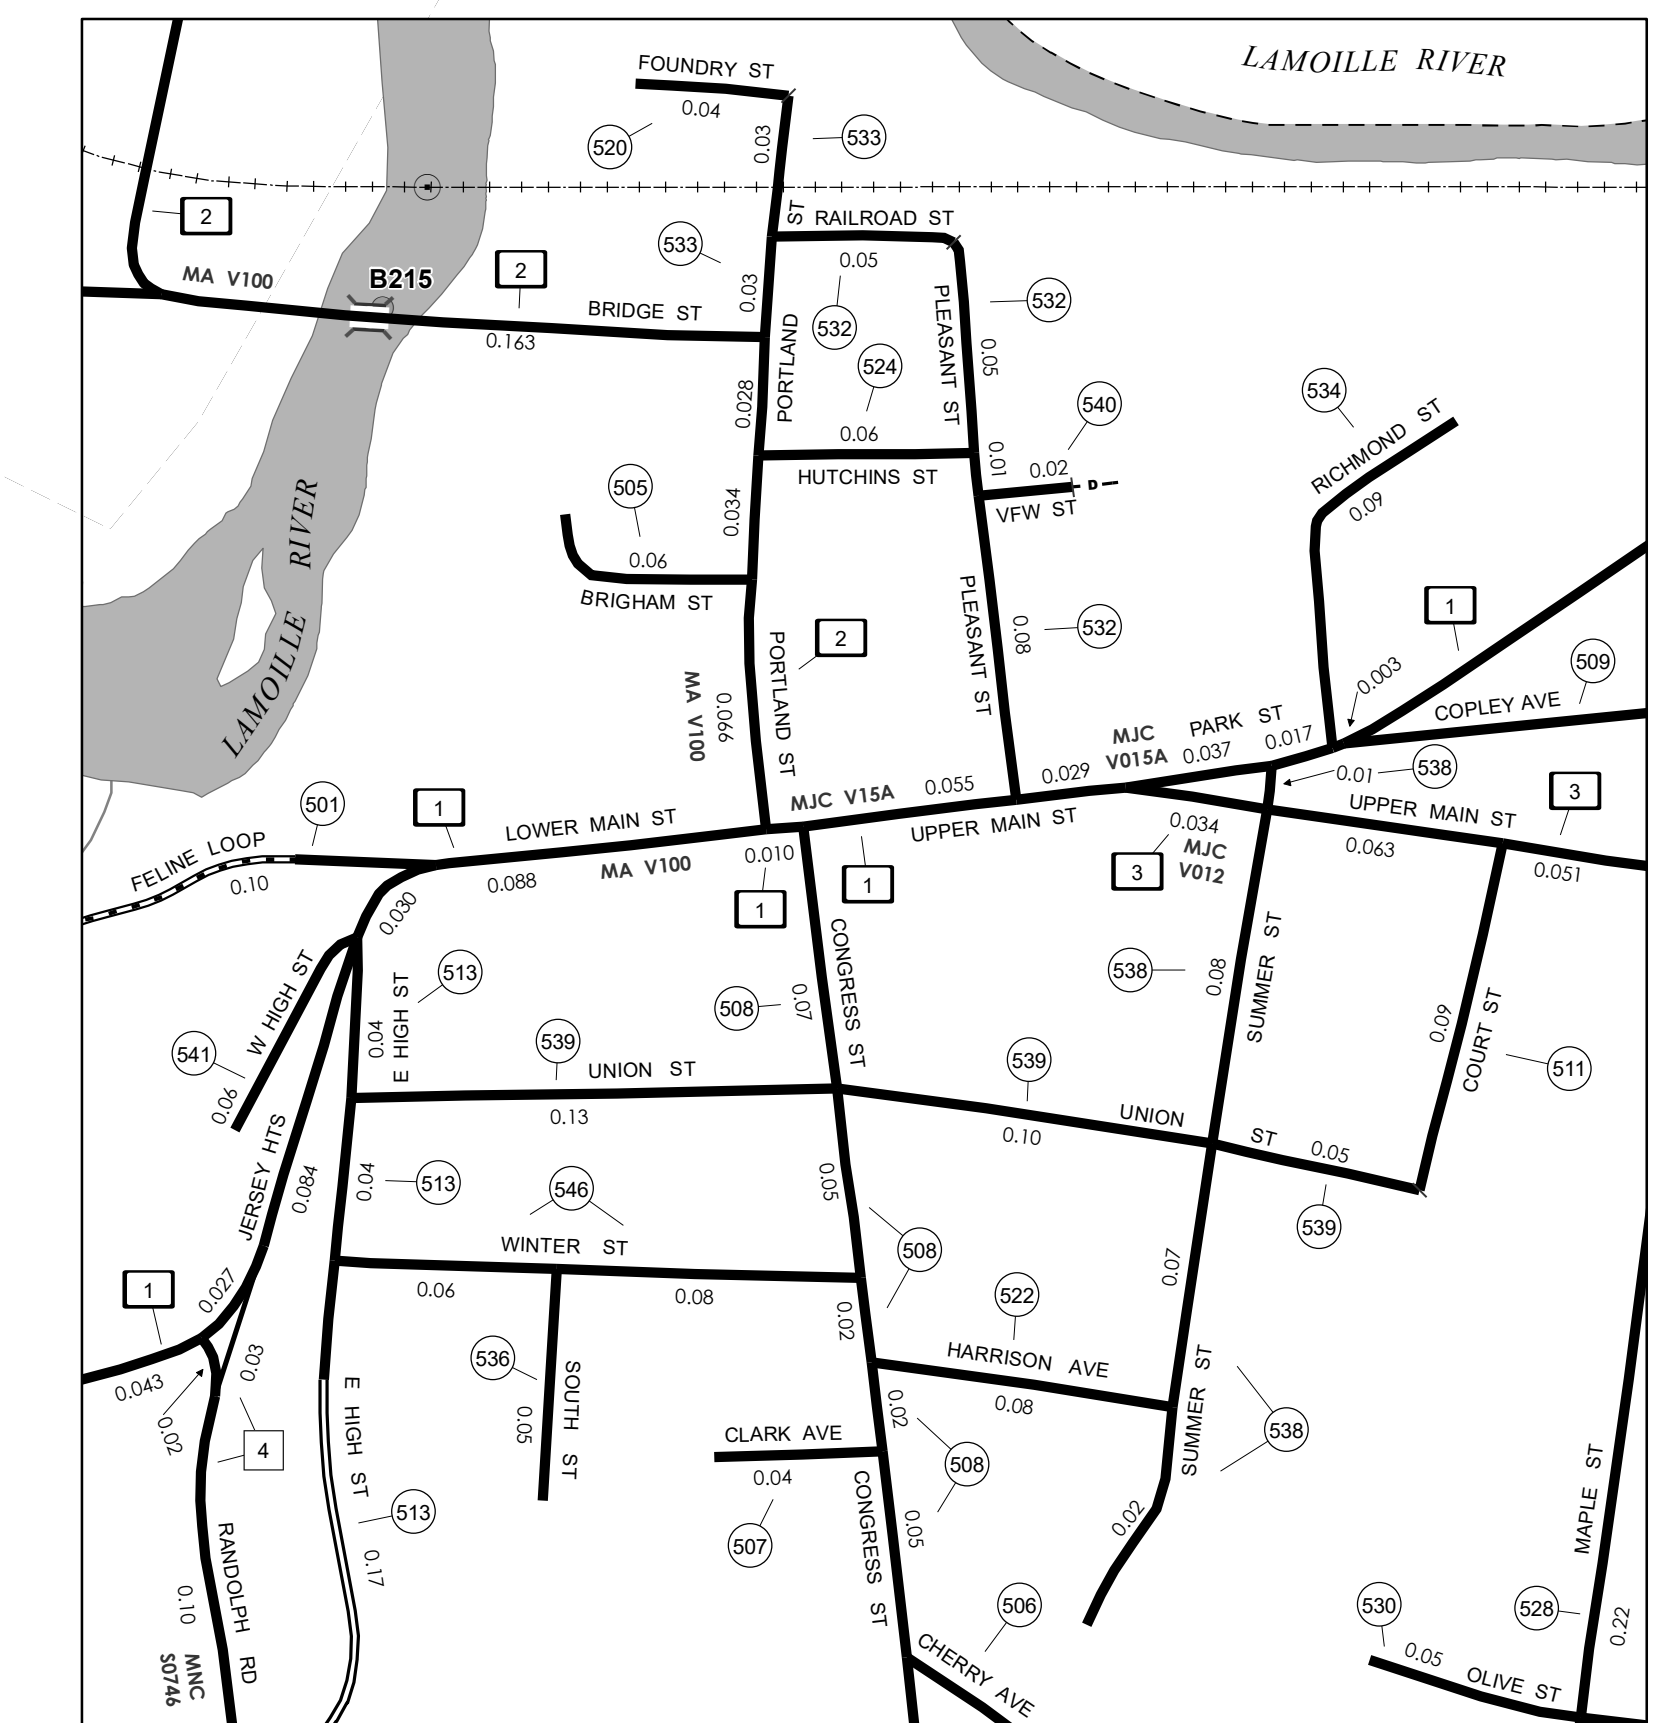 LAMOILLE RIVER
FOUNDRY ST
0.04
520
0.03
533
2
ST
RAILROAD ST
533
0.05
MA V100
B215
2
0.03
BRIDGE ST
0.163
532
PLEASANT ST
532
0.05
524
PORTLAND
0.028
0.06
HUTCHINS ST
540
0.01
0.02
D
VFW ST
534
RICHMOND ST
0.09
505
0.034
0.06
BRIGHAM ST
LAMOILLE RIVER
2
PORTLAND ST
MA V100
0.066
PLEASANT ST
0.08
532
1
0.003
509
COPLEY AVE
PARK ST
MJC
V015A
0.037
0.017
0.01
538
3
UPPER MAIN ST
501
1
LOWER MAIN ST
MJC V15A
0.055
0.029
UPPER MAIN ST
0.034
MJC
V012
3
0.063
0.051
FELINE LOOP
0.10
0.088
MA V100
0.010
1
1
0.030
W HIGH ST
541
0.06
E HIGH ST
0.04
513
CONGRESS ST
508
0.07
538
0.08
SUMMER ST
0.09
COURT ST
511
539
UNION ST
0.13
539
UNION ST
0.10
0.05
539
JERSEY HTS
0.084
0.04
513
546
WINTER ST
0.06
0.08
0.05
508
0.07
0.02
522
HARRISON AVE
0.08
1
0.027
0.043
0.02
0.03
4
536
0.05
SOUTH ST
CLARK AVE
0.04
507
0.02
508
0.05
CONGRESS ST
SUMMER ST
538
0.02
E HIGH ST
513
0.17
RANDOLPH RD
0.10
MNC
S0746
506
CHERRY AVE
530
0.05
OLIVE ST
528
MAPLE ST
0.22